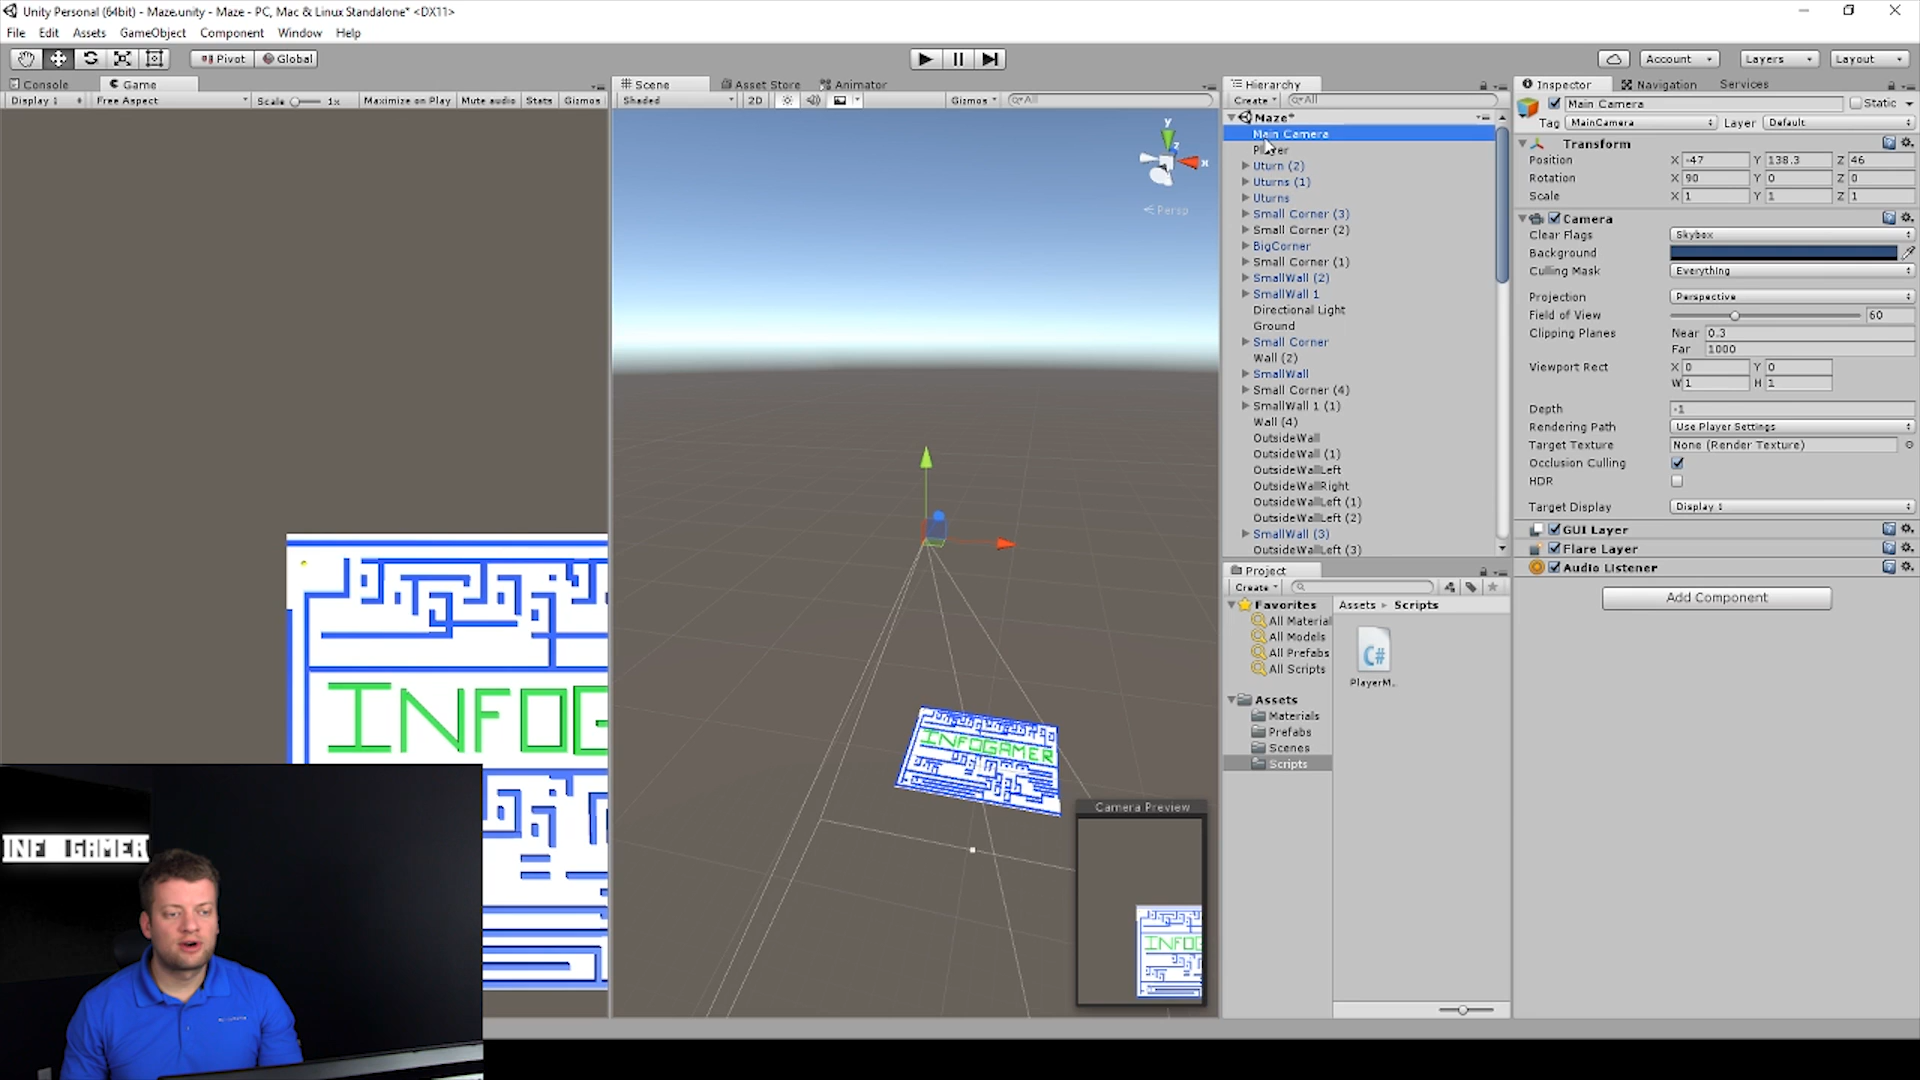 Unity Personal (64bit) - Maze.unity - Maze - PC, Mac & Linux Standalone* <DX11>
File Edit Assets GameObject Component Window Help
Pivot Global Account Layers Layout
Console Game
Display 1 Free Aspect Scale 1x Maximize on Play Mute audio Stats Gizmos
Scene Asset Store Animator
Shaded 2D Gizmos All
y
z
x
Persp
INFOG
INFOGAMER
Camera Preview
INFOG
Hierarchy
Create All
Maze*
Main Camera
Player
Uturn (2)
Uturns (1)
Uturns
Small Corner (3)
Small Corner (2)
BigCorner
Small Corner (1)
SmallWall (2)
SmallWall 1
Directional Light
Ground
Small Corner
Wall (2)
SmallWall
Small Corner (4)
SmallWall 1 (1)
Wall (4)
OutsideWall
OutsideWall (1)
OutsideWallLeft
OutsideWallRight
OutsideWallLeft (1)
OutsideWallLeft (2)
SmallWall (3)
OutsideWallLeft (3)
Project
Create
Favorites
All Material
All Models
All Prefabs
All Scripts
Assets
Materials
Prefabs
Scenes
Scripts
Assets Scripts
C#
PlayerM..
Inspector Navigation Services
Main Camera Static
Tag MainCamera Layer Default
Transform
Position X -47 Y 138.3 Z 46
Rotation X 90 Y 0 Z 0
Scale X 1 Y 1 Z 1
Camera
Clear Flags Skybox
Background
Culling Mask Everything
Projection Perspective
Field of View 60
Clipping Planes Near 0.3
Far 1000
Viewport Rect X 0 Y 0
W 1 H 1
Depth -1
Rendering Path Use Player Settings
Target Texture None (Render Texture)
Occlusion Culling
HDR
Target Display Display 1
GUI Layer
Flare Layer
Audio Listener
Add Component
INF GAMER